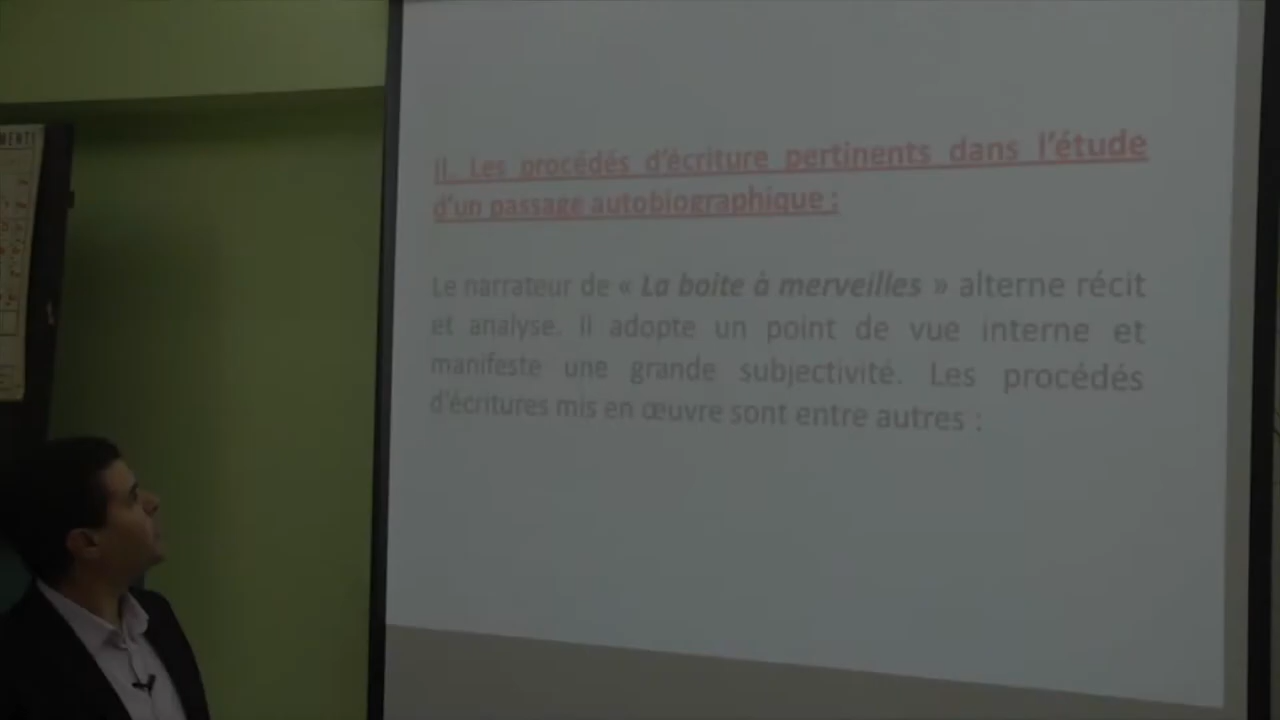 II. Les procédés d'écriture pertinents dans l'étude
d'un passage autobiographique :
Le narrateur de « La boite à merveilles » alterne récit
et analyse. Il adopte un point de vue interne et
manifeste une grande subjectivité. Les procédés
d'écritures mis en œuvre sont entre autres :